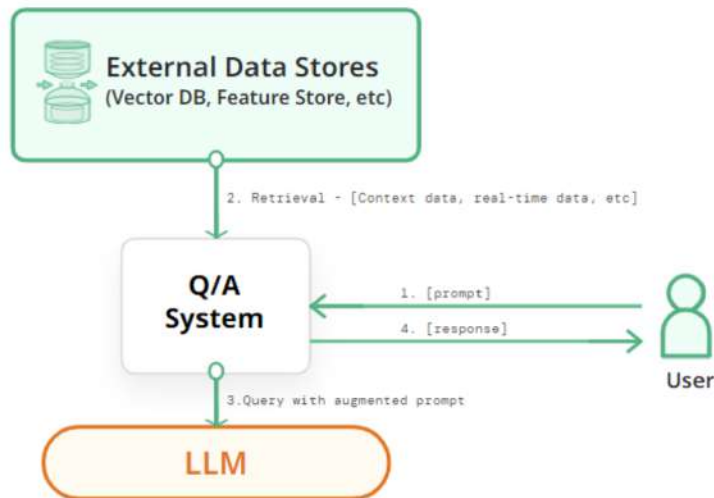 External Data Stores
(Vector DB, Feature Store, etc)
2. Retrieval - [Context data, real-time data, etc]
Q/A
System
1. [prompt]
4. [response]
User
3.Query with augmented prompt
LLM